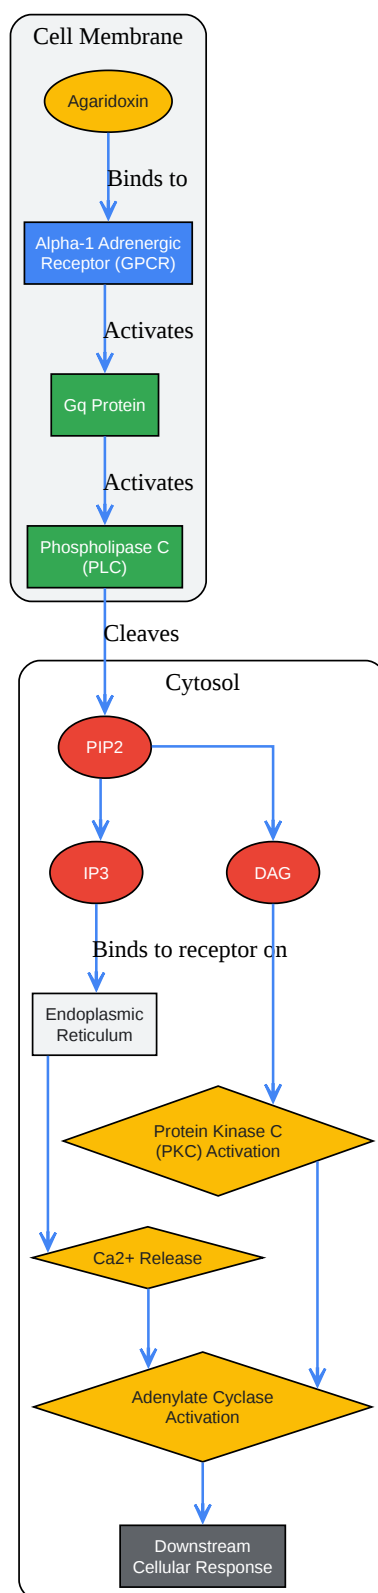 Cell Membrane
Agaridoxin
Binds to
Alpha-1 Adrenergic
Receptor (GPCR)
Activates
Gq Protein
Activates
Phospholipase C
(PLC)
Cleaves
Cytosol
PIP2
IP3
DAG
Binds to receptor on
Endoplasmic
Reticulum
Protein Kinase C
(PKC) Activation
Ca2+ Release
Adenylate Cyclase
Activation
Downstream
Cellular Response